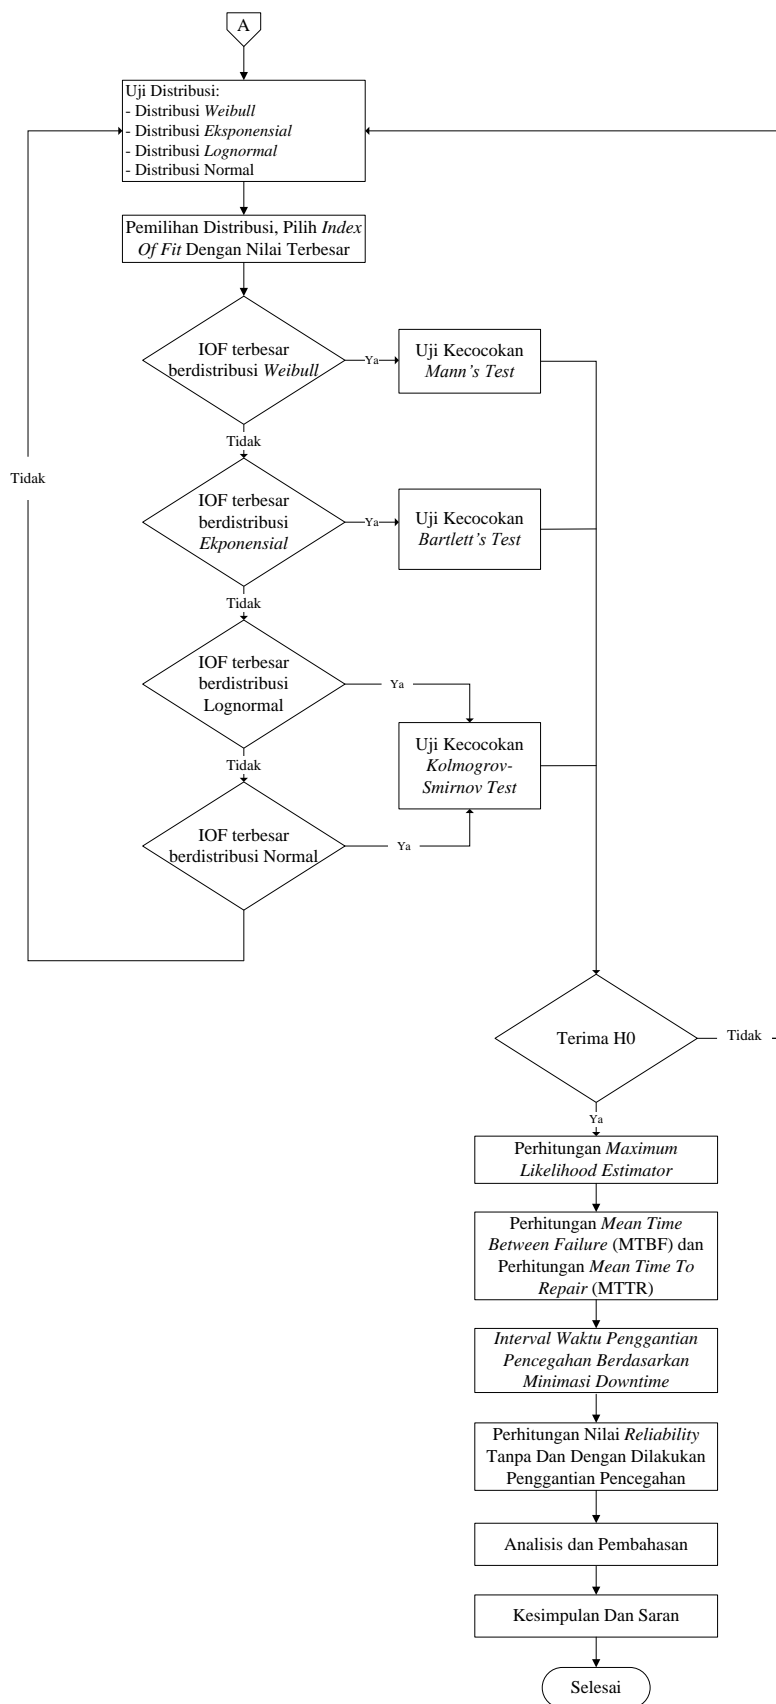 A
Uji Distribusi:
- Distribusi Weibull
- Distribusi Eksponensial
- Distribusi Lognormal
- Distribusi Normal
Pemilihan Distribusi, Pilih Index
Of Fit Dengan Nilai Terbesar
IOF terbesar
berdistribusi Weibull
Ya
Uji Kecocokan
Mann's Test
Tidak
Tidak
IOF terbesar
berdistribusi
Ekponensial
Ya
Uji Kecocokan
Bartlett's Test
Tidak
IOF terbesar
berdistribusi
Lognormal
Ya
Uji Kecocokan
Kolmogrov-
Smirnov Test
Tidak
IOF terbesar
berdistribusi Normal
Ya
Terima H0
Tidak
Ya
Perhitungan Maximum
Likelihood Estimator
Perhitungan Mean Time
Between Failure (MTBF) dan
Perhitungan Mean Time To
Repair (MTTR)
Interval Waktu Penggantian
Pencegahan Berdasarkan
Minimasi Downtime
Perhitungan Nilai Reliability
Tanpa Dan Dengan Dilakukan
Penggantian Pencegahan
Analisis dan Pembahasan
Kesimpulan Dan Saran
Selesai